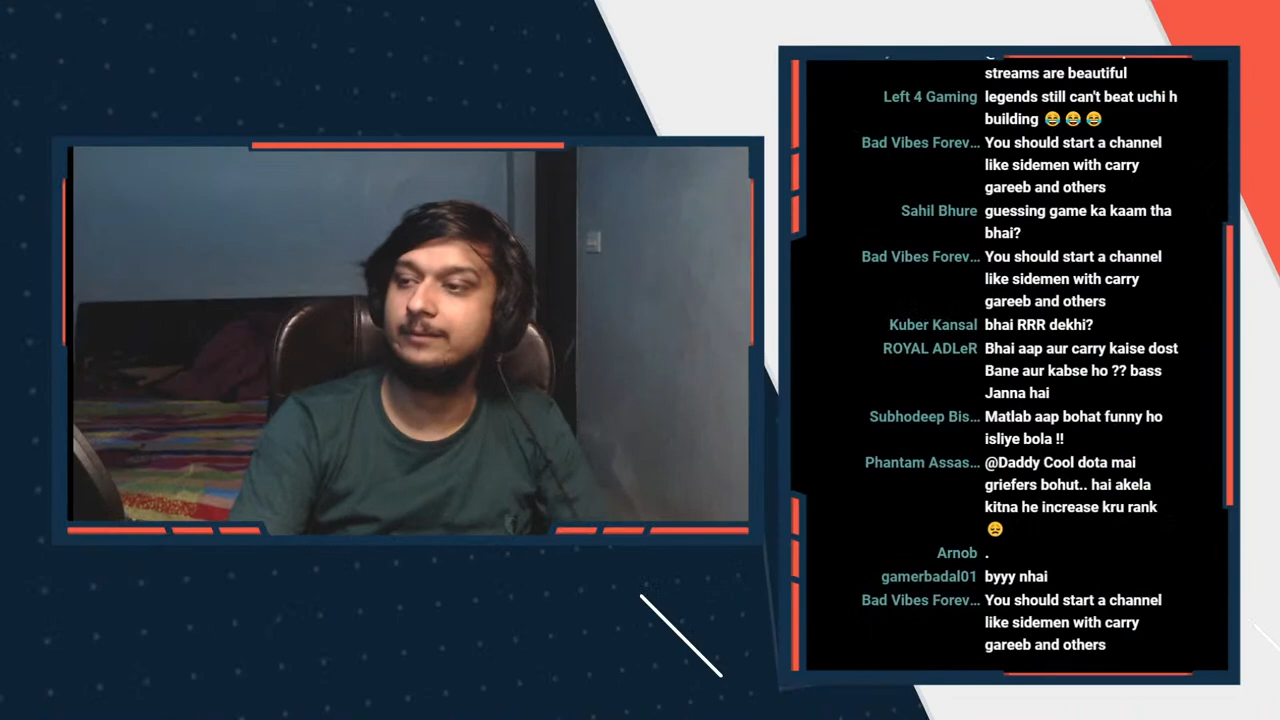 streams are beautiful
Left 4 Gaming legends still can't beat uchi h
building 😂 😂 😂
Bad Vibes Forev... You should start a channel
like sidemen with carry
gareeb and others
Sahil Bhure guessing game ka kaam tha
bhai?
Bad Vibes Forev... You should start a channel
like sidemen with carry
gareeb and others
Kuber Kansal bhai RRR dekhi?
ROYAL ADLeR Bhai aap aur carry kaise dost
Bane aur kabse ho ?? bass
Janna hai
Subhodeep Bis... Matlab aap bohat funny ho
isliye bola !!
Phantam Assas... @Daddy Cool dota mai
griefers bohut.. hai akela
kitna he increase kru rank
😔
Arnob .
gamerbadal01 byyy nhai
Bad Vibes Forev... You should start a channel
like sidemen with carry
gareeb and others